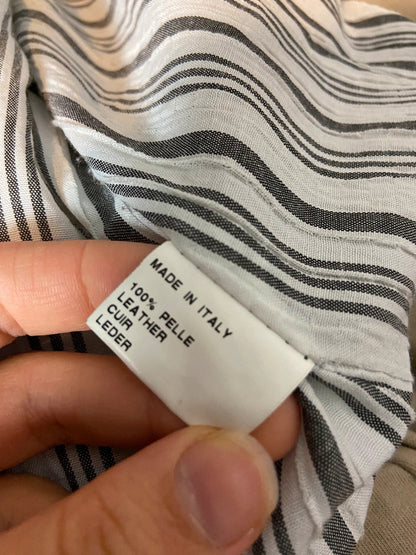 MADE IN ITALY
100% PELLE
LEATHER
CUIR
LEDER